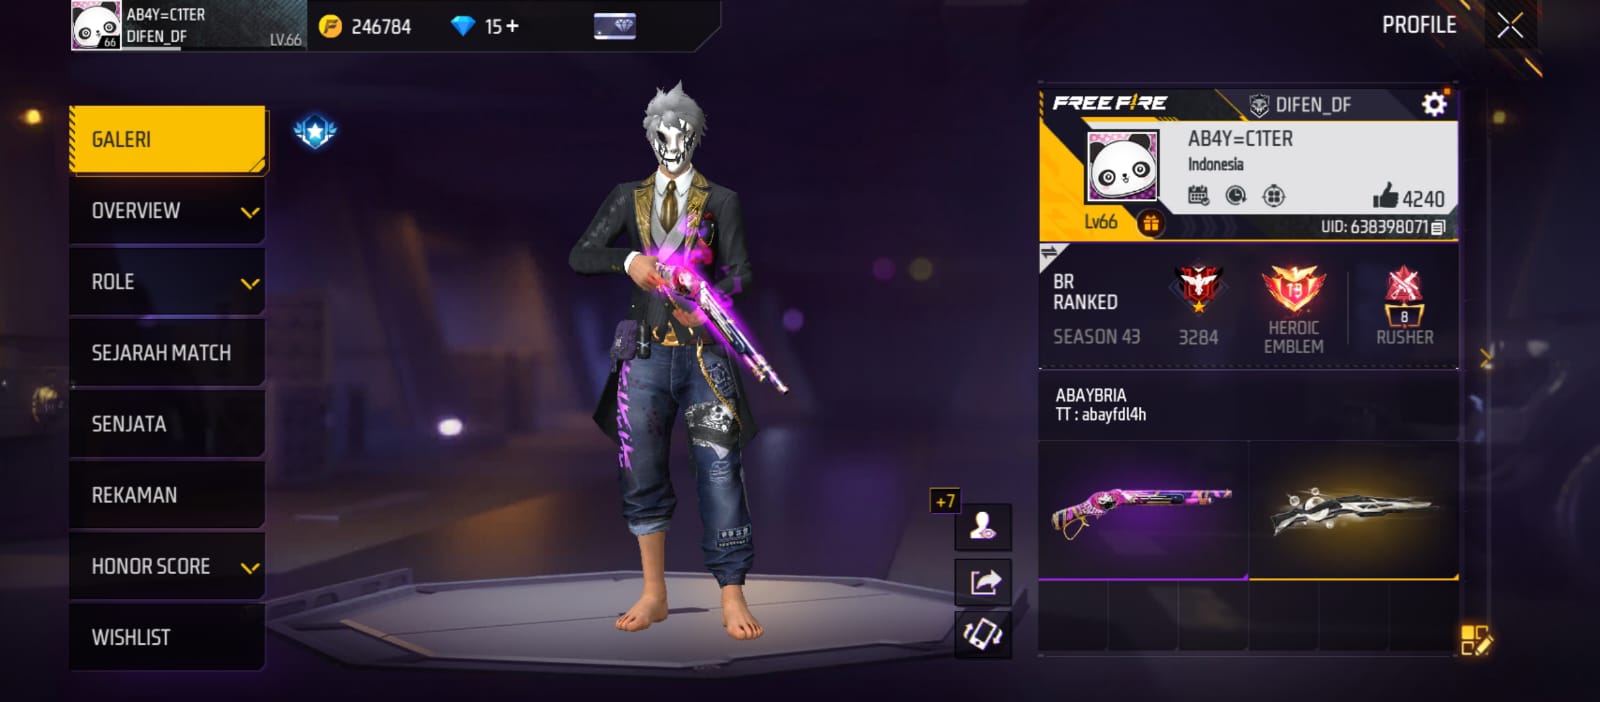 AB4Y=C1TER
66
DIFEN_DF
LV.66
246784
15+
PROFILE
GALERI
OVERVIEW
ROLE
SEJARAH MATCH
SENJATA
REKAMAN
HONOR SCORE
WISHLIST
+7
FREE FIRE
DIFEN_DF
AB4Y=C1TER
Indonesia
4240
Lv66
UID: 638398071
BR
RANKED
SEASON 43
3284
HEROIC
EMBLEM
8
RUSHER
ABAYBRIA
TT : abayfdl4h